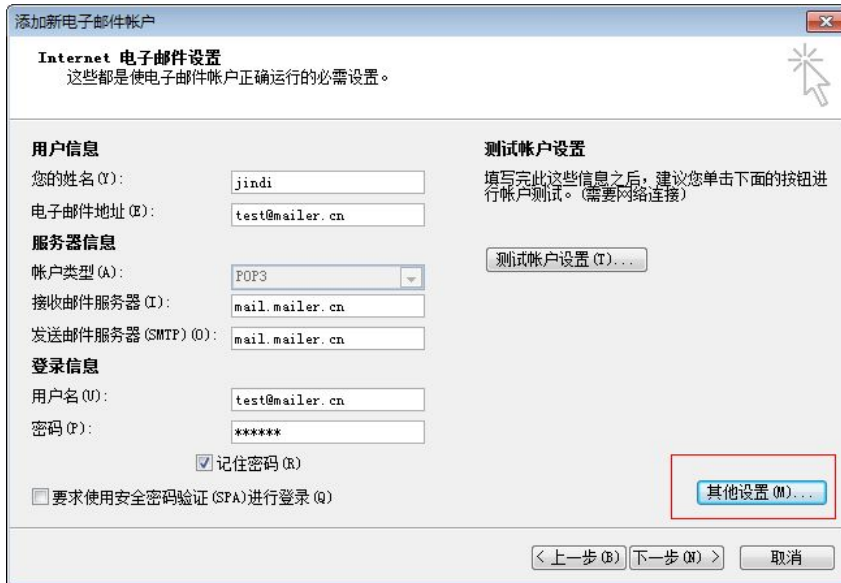 添加新电子邮件帐户
Internet 电子邮件设置
这些都是使电子邮件帐户正确运行的必需设置。
用户信息
您的姓名(Y):
jindi
电子邮件地址(E):
test@mailer.cn
服务器信息
帐户类型(A):
POP3
接收邮件服务器(I):
mail.mailer.cn
发送邮件服务器(SMTP)(O):
mail.mailer.cn
登录信息
用户名(U):
test@mailer.cn
密码(P):
******
记住密码(R)
要求使用安全密码验证(SPA)进行登录(Q)
测试帐户设置
填写完此这些信息之后，建议您单击下面的按钮进
行帐户测试。(需要网络连接)
测试帐户设置(T)...
其他设置(M)...
< 上一步(B)
下一步(N) >
取消